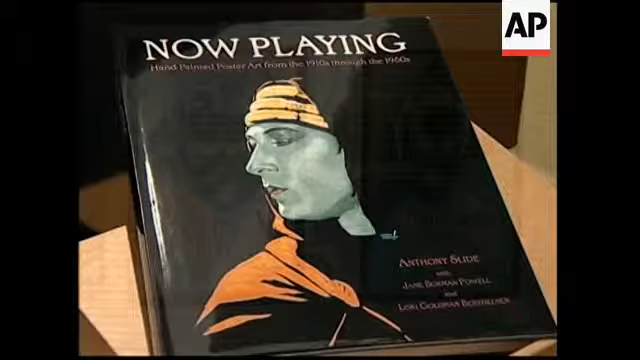 AP
NOW PLAYING
Hand-Painted Poster Art from the 1910s through the 1950s
ANTHONY SLIDE
with
JANE BURMAN POWELL
and
LORI GOLDMAN BERTHELSEN